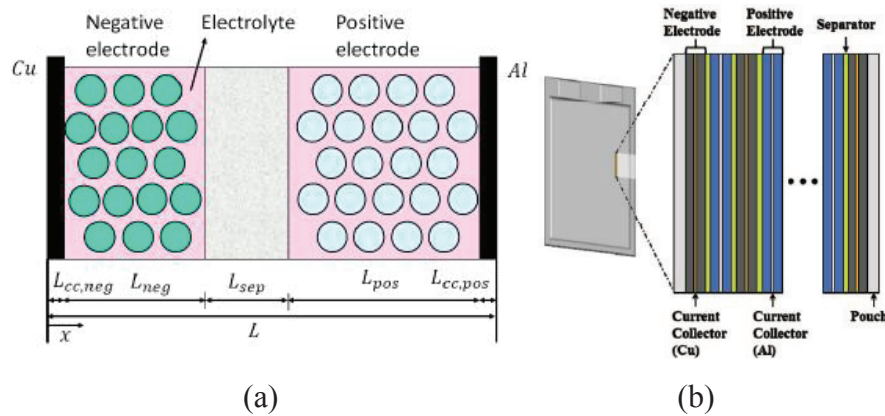 Negative
electrode
Electrolyte
Positive
electrode
Cu
Al
L_{cc,neg} L_{neg} L_{sep} L_{pos} L_{cc,pos}
x
L
(a)
Negative
Electrode
Positive
Electrode
Separator
Current
Collector
(Cu)
Current
Collector
(Al)
Pouch
(b)